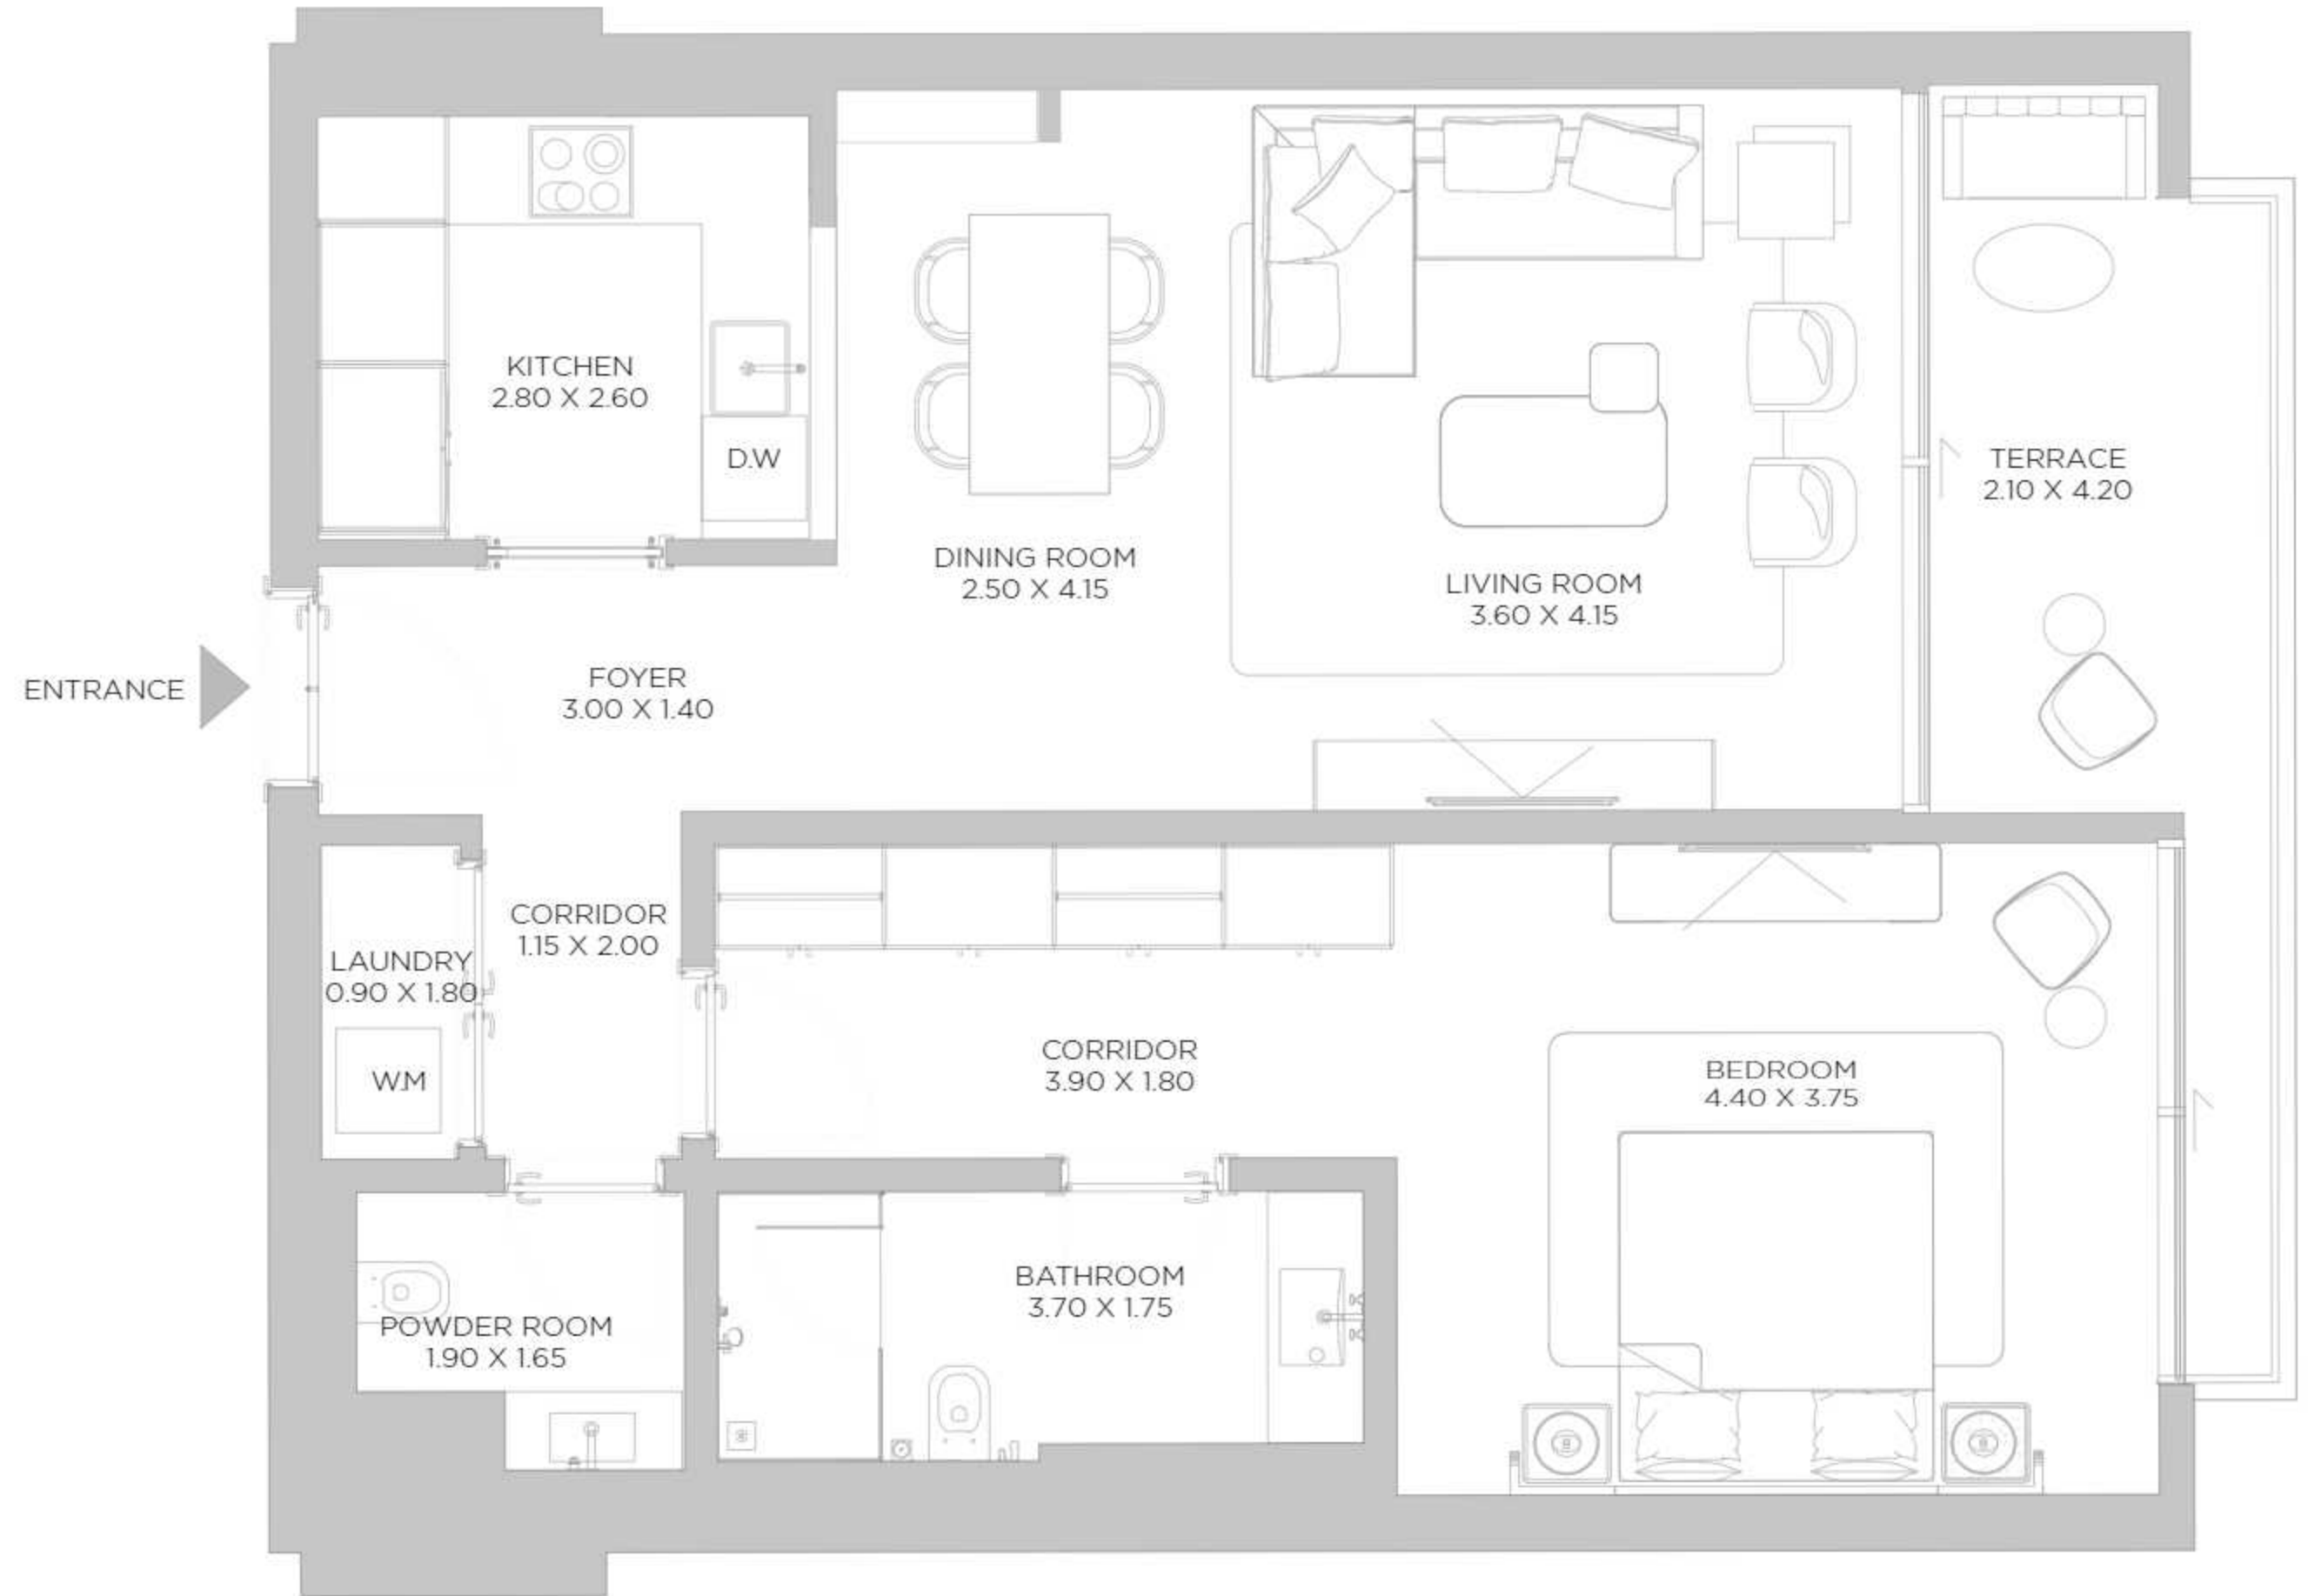 KITCHEN
2.80 X 2.60
D.W
DINING ROOM
2.50 X 4.15
LIVING ROOM
3.60 X 4.15
TERRACE
2.10 X 4.20
ENTRANCE
FOYER
3.00 X 1.40
CORRIDOR
1.15 X 2.00
LAUNDRY
0.90 X 1.80
W.M
CORRIDOR
3.90 X 1.80
BEDROOM
4.40 X 3.75
POWDER ROOM
1.90 X 1.65
BATHROOM
3.70 X 1.75